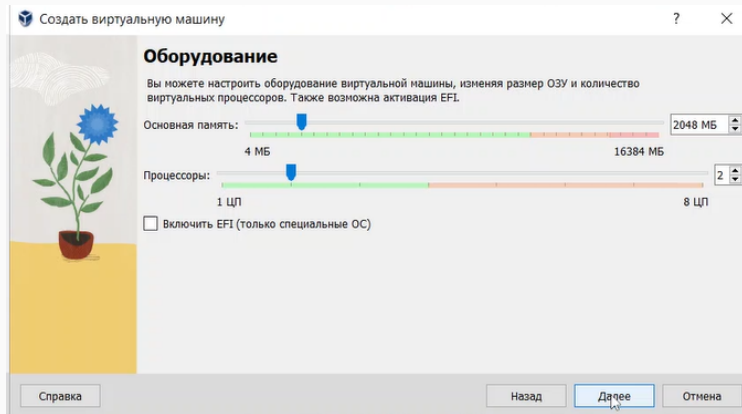 Создать виртуальную машину
?
Оборудование
Вы можете настроить оборудование виртуальной машины, изменяя размер ОЗУ и количество
виртуальных процессоров. Также возможна активация EFI.
Основная память:
2048 МБ
4 МБ
16384 МБ
Процессоры:
2
1 ЦП
8 ЦП
Включить EFI (только специальные ОС)
Справка
Назад
Далее
Отмена